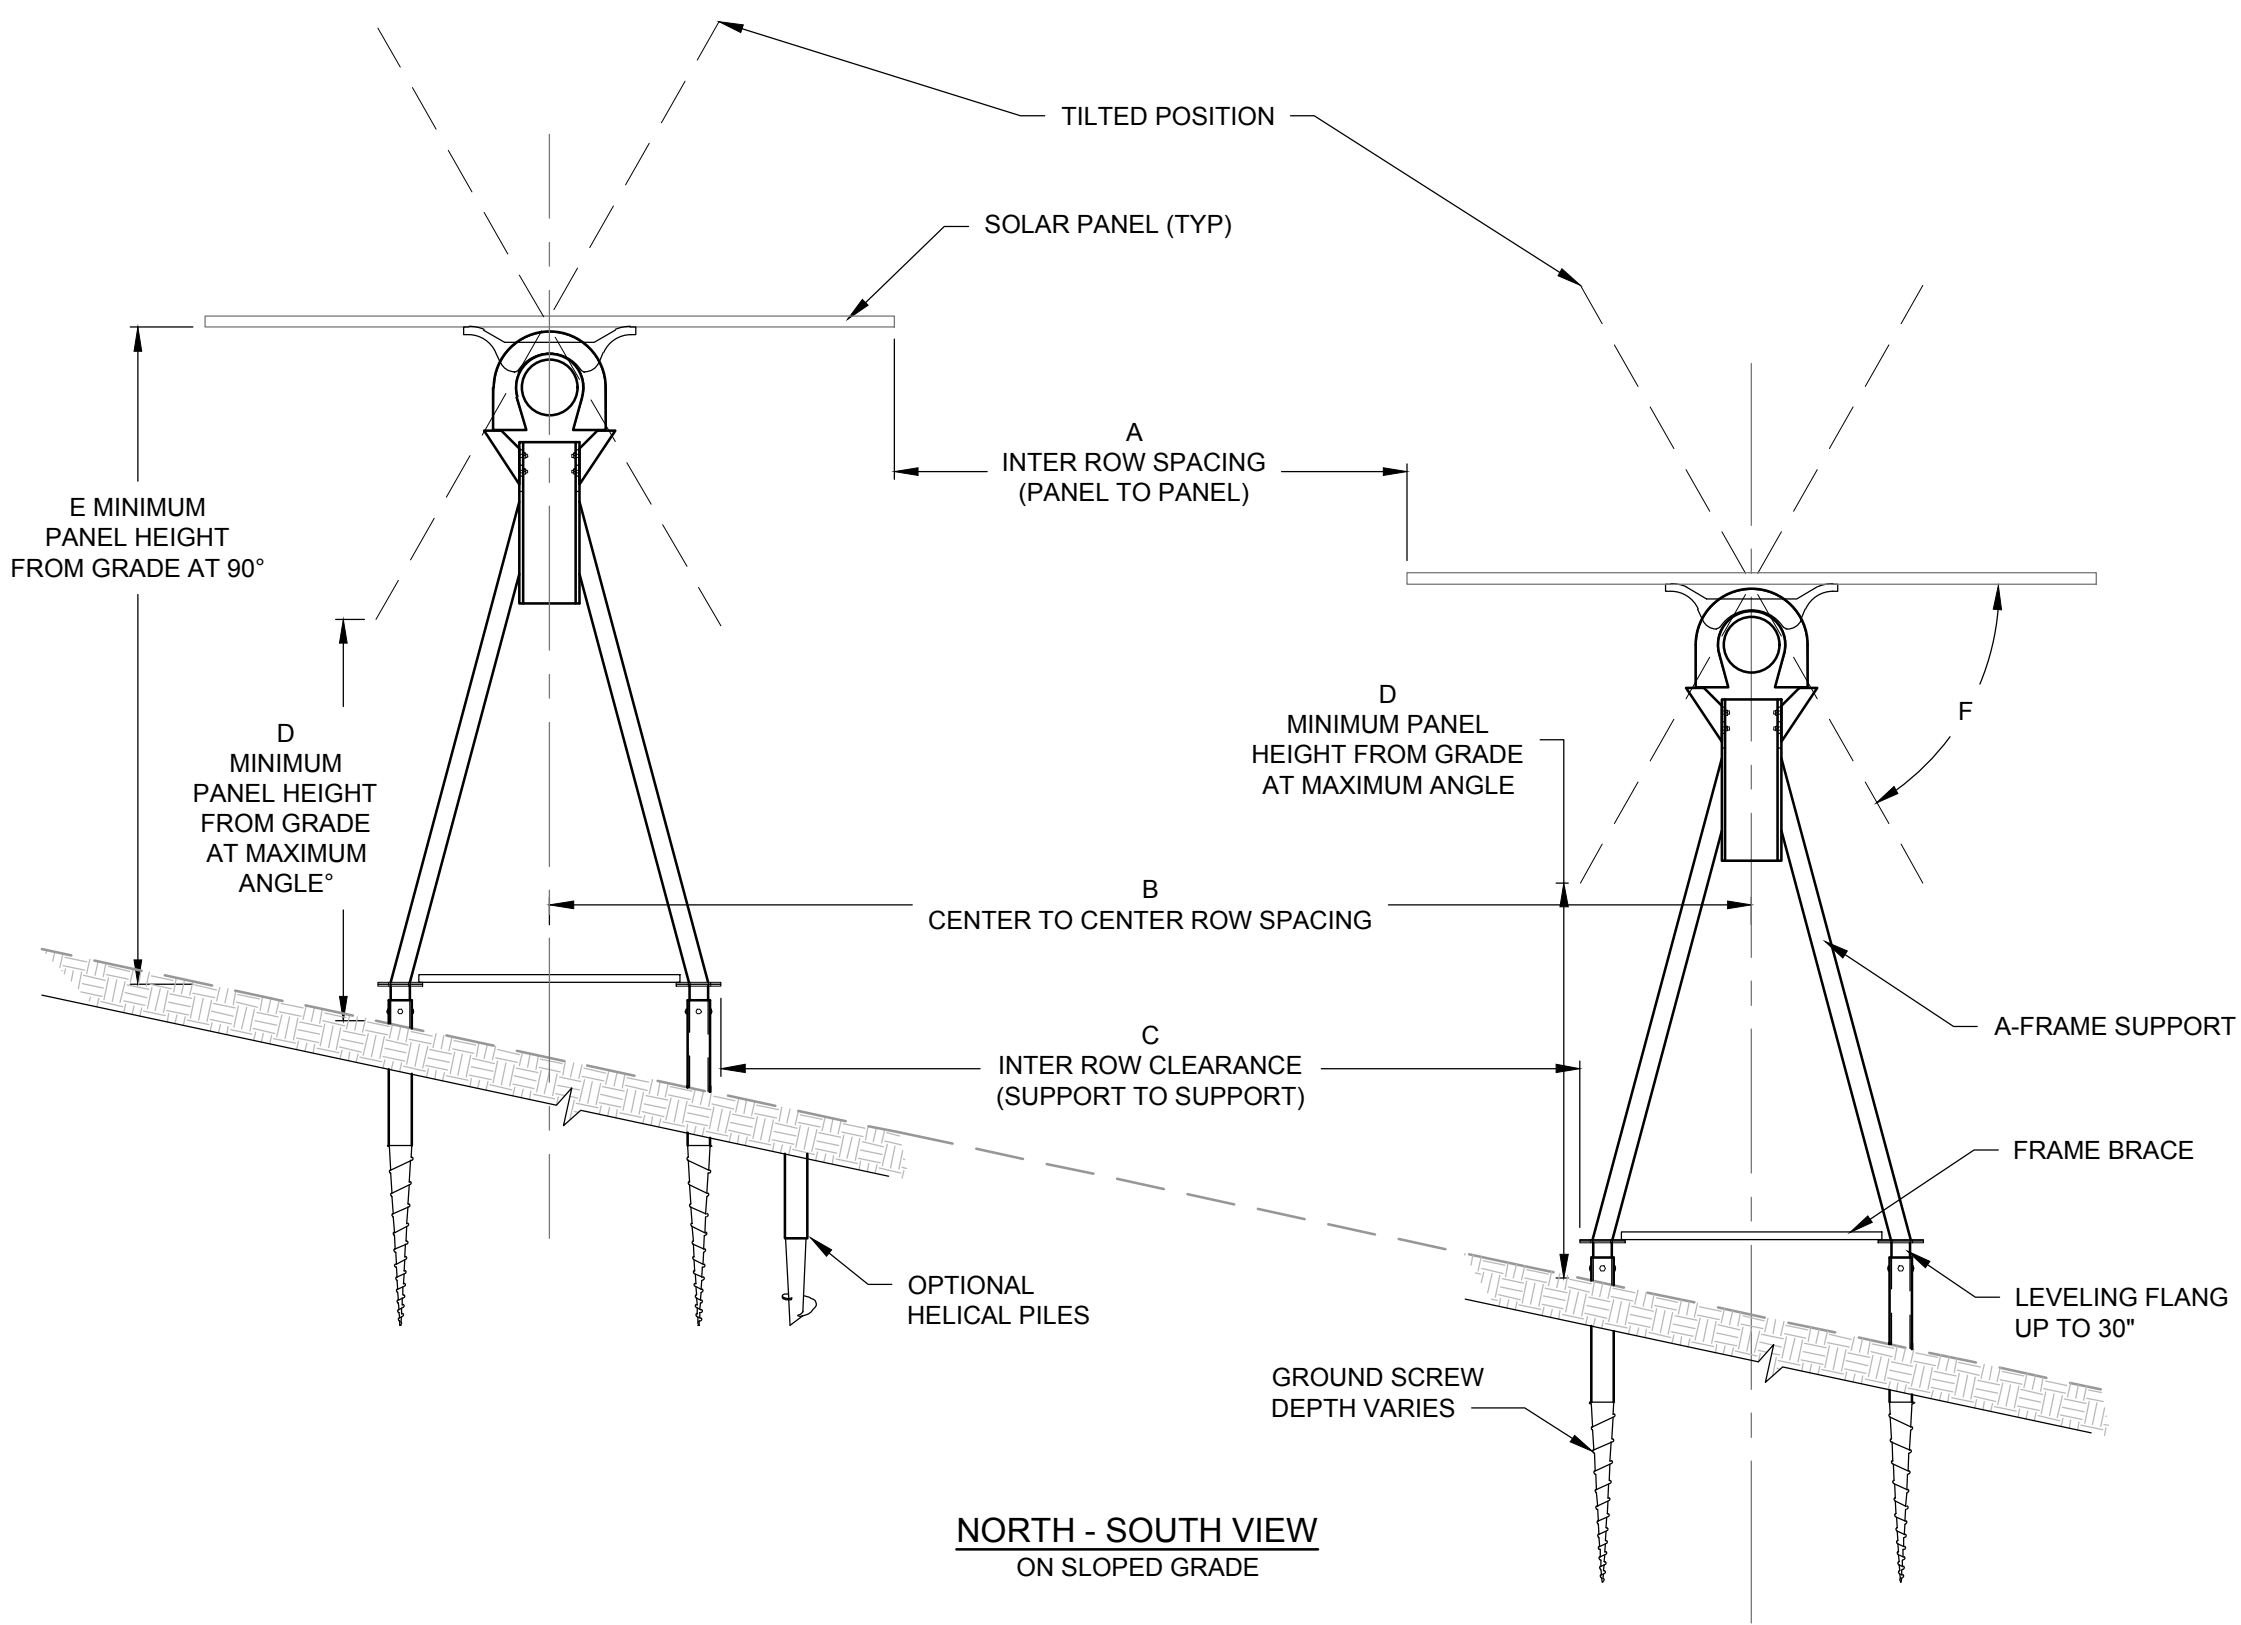 TILTED POSITION
SOLAR PANEL (TYP)
A
INTER ROW SPACING
(PANEL TO PANEL)
E MINIMUM
PANEL HEIGHT
FROM GRADE AT 90°
D
MINIMUM
PANEL HEIGHT
FROM GRADE
AT MAXIMUM
ANGLE°
D
MINIMUM PANEL
HEIGHT FROM GRADE
AT MAXIMUM ANGLE
F
B
CENTER TO CENTER ROW SPACING
C
INTER ROW CLEARANCE
(SUPPORT TO SUPPORT)
A-FRAME SUPPORT
FRAME BRACE
OPTIONAL
HELICAL PILES
LEVELING FLANG
UP TO 30"
GROUND SCREW
DEPTH VARIES
NORTH - SOUTH VIEW
ON SLOPED GRADE